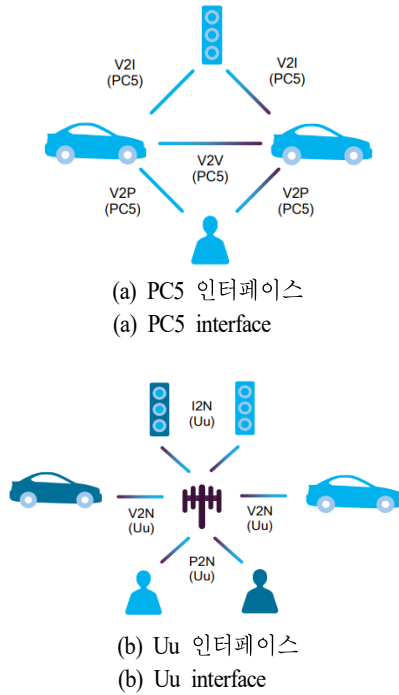 V2I
(PC5)
V2I
(PC5)
V2V
(PC5)
V2P
(PC5)
V2P
(PC5)
(a) PC5 인터페이스
(a) PC5 interface
I2N
(Uu)
V2N
(Uu)
V2N
(Uu)
P2N
(Uu)
(b) Uu 인터페이스
(b) Uu interface